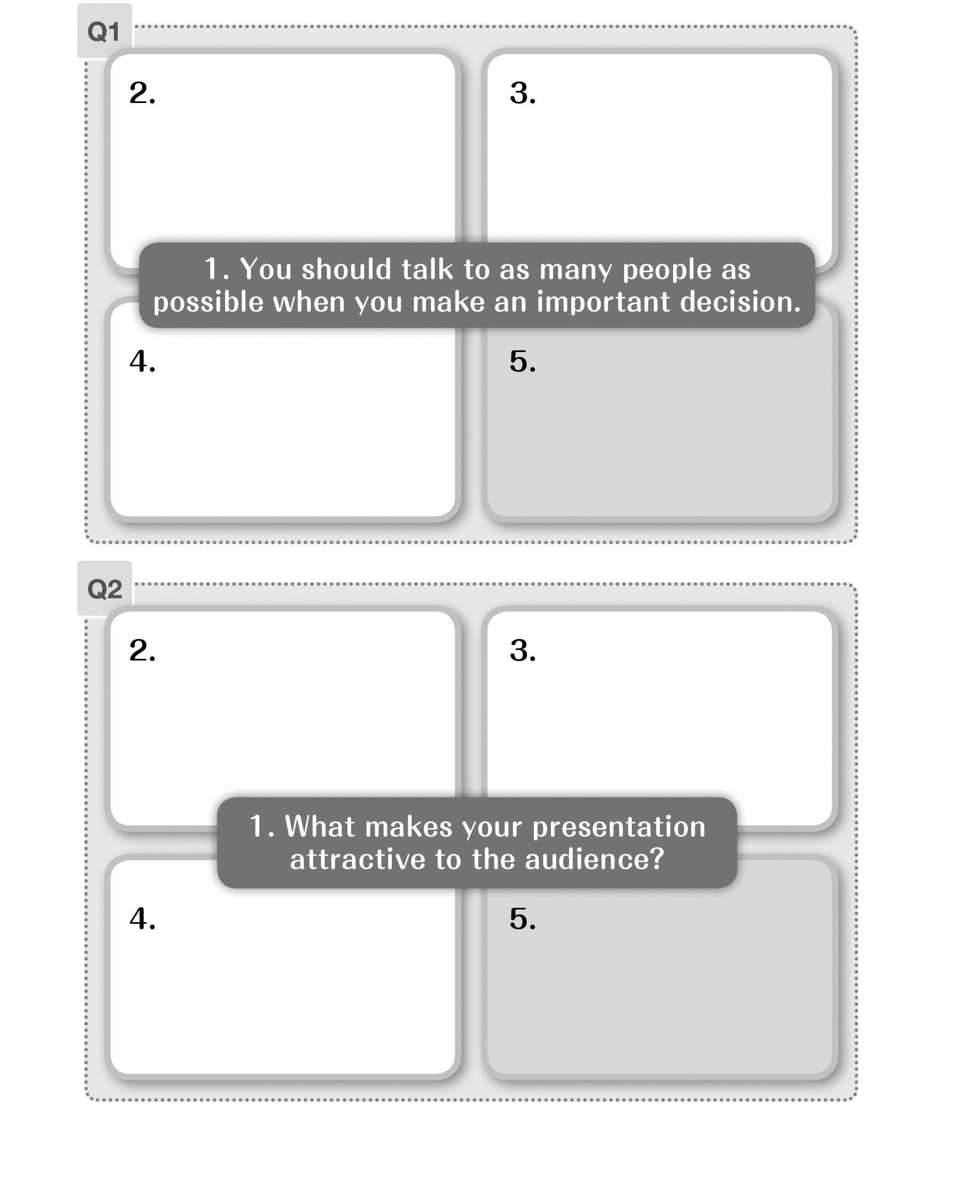 Q1
2.
3.
1. You should talk to as many people as
possible when you make an important decision.
4.
5.
Q2
2.
3.
1. What makes your presentation
attractive to the audience?
4.
5.